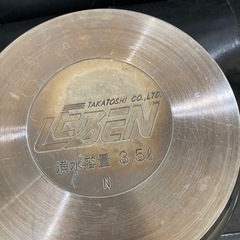 TAKATOSHI CO., LTD.
LEBEN
満水容量 3.5ℓ
N